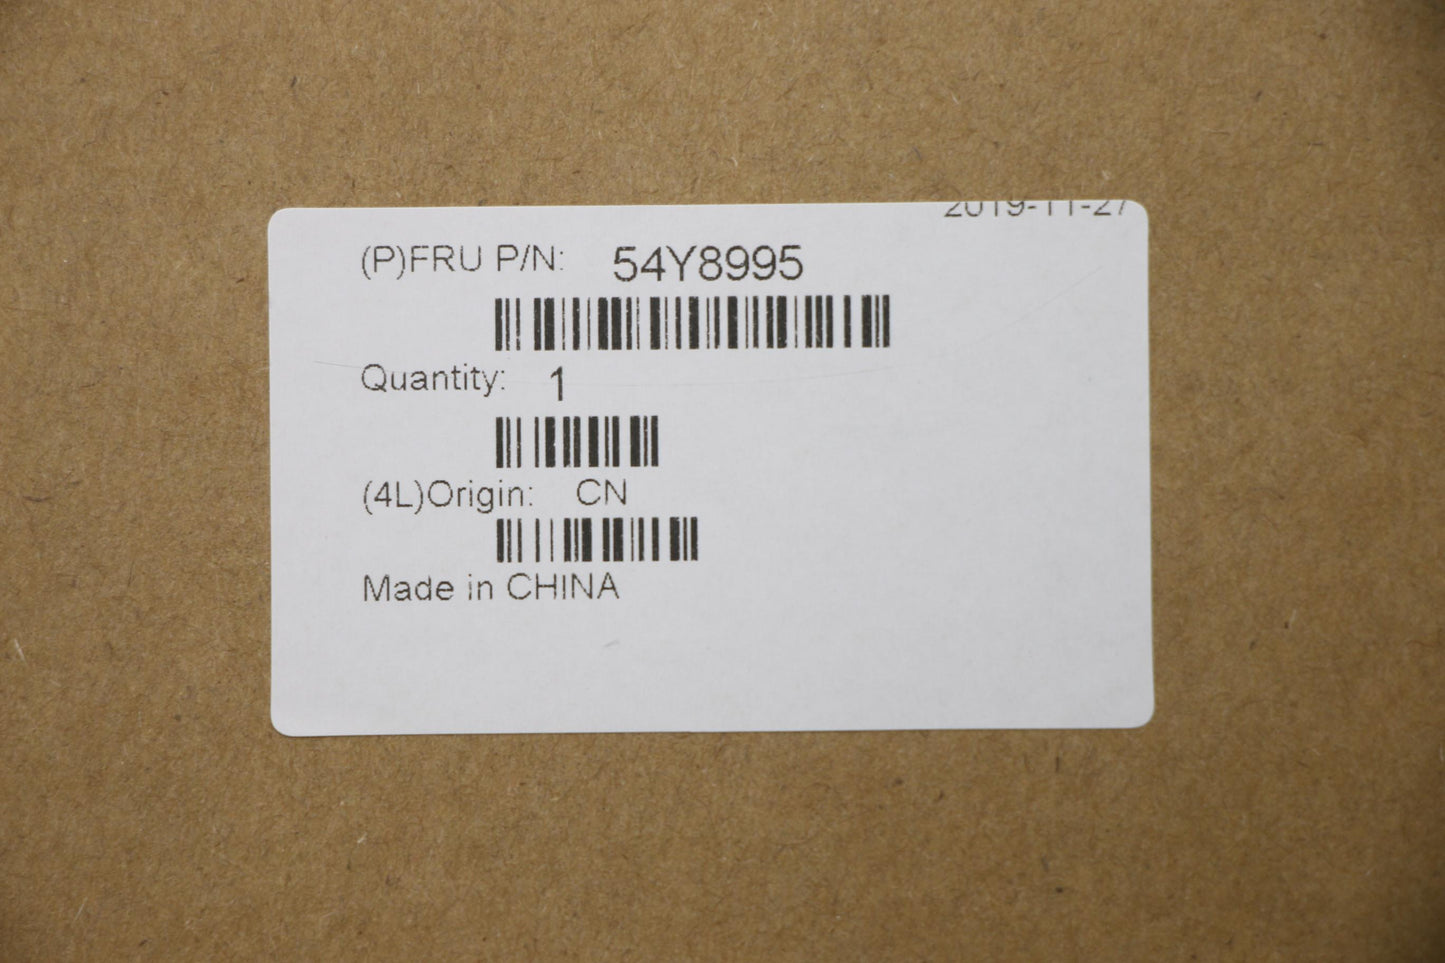 2019-11-27
(P)FRU P/N: 54Y8995
Quantity: 1
(4L)Origin: CN
Made in CHINA